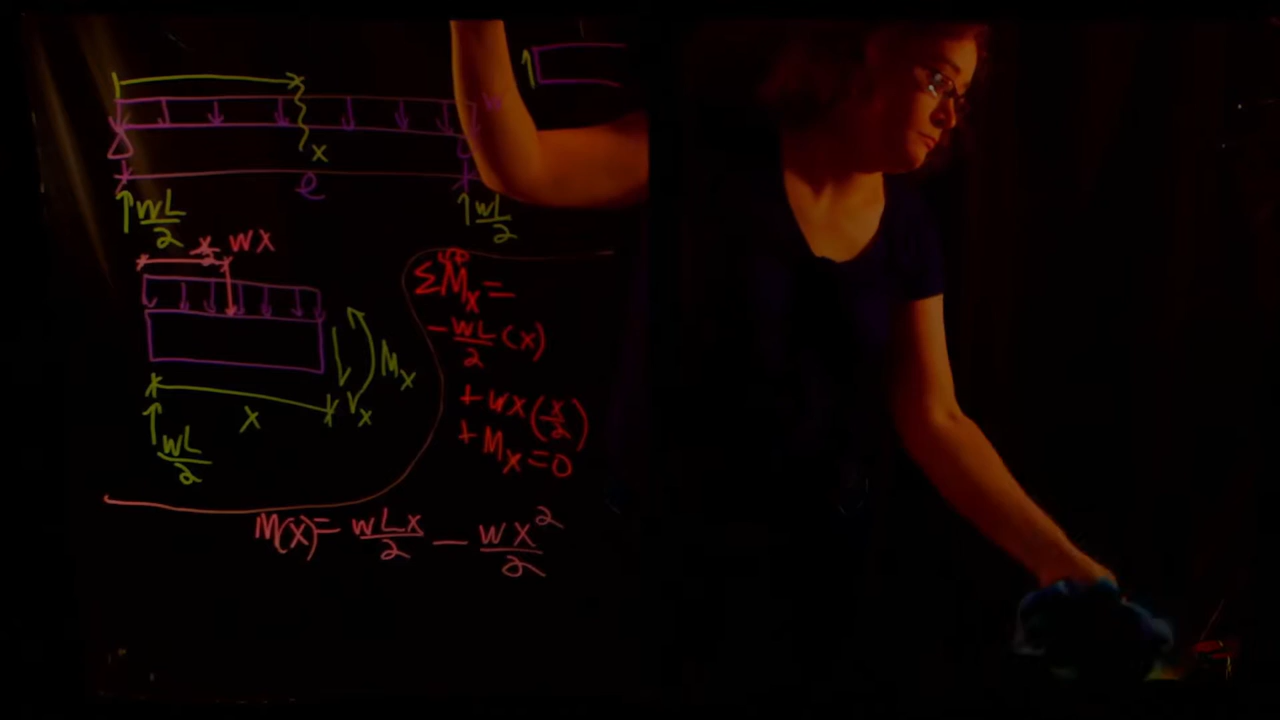 w
x
e
wL/2
wL/2
x/2 wx
Mx
Vx
x
wL/2
ΣMx =
- wL/2 (x)
+ wx(x/2)
+ Mx = 0
M(x) = wLx/2 - wx²/2